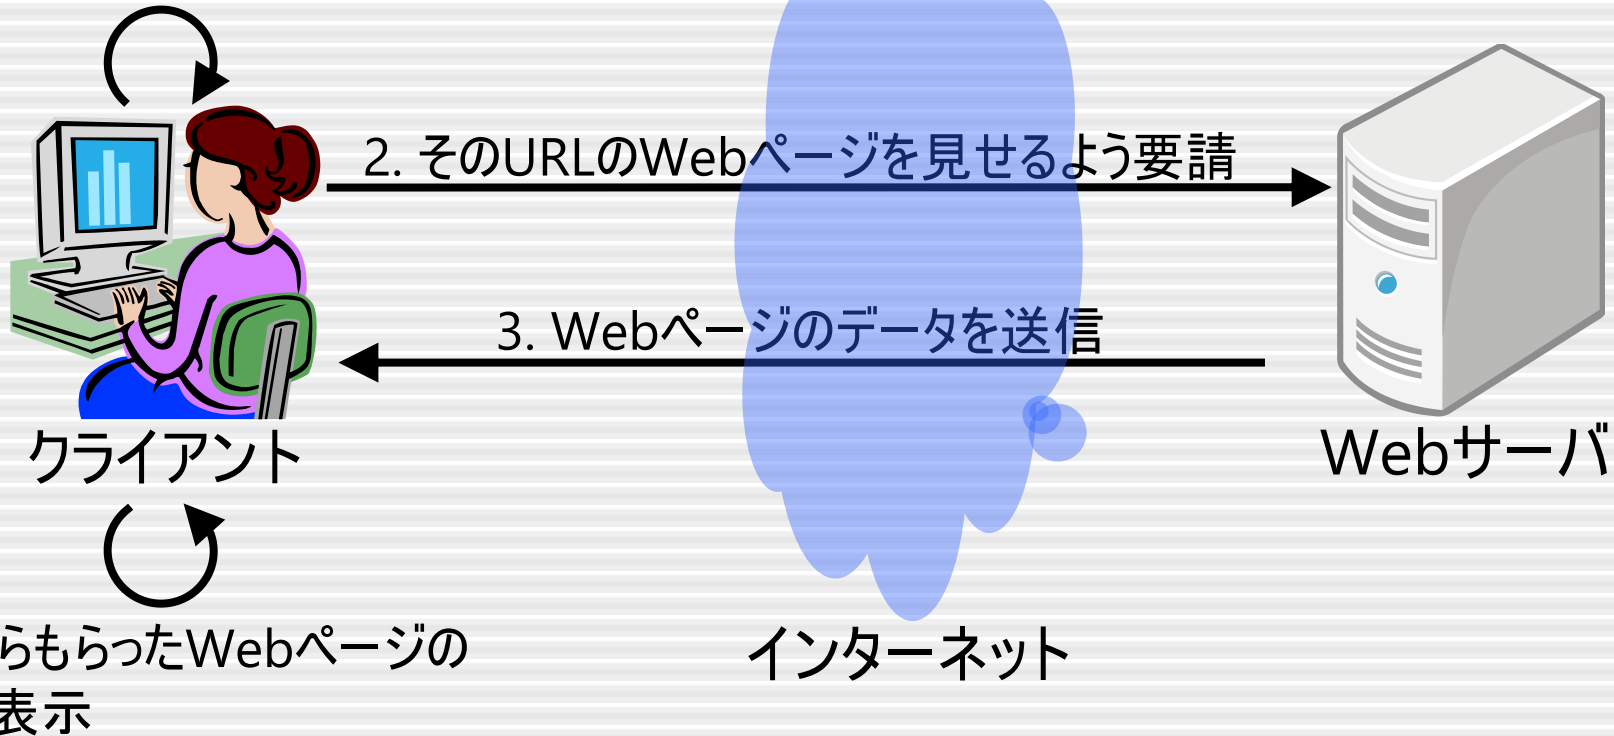 2. そのURLのWebページを見せるよう要請
3. Webページのデータを送信
クライアント
Webサーバ
らもらったWebページの
表示
インターネット